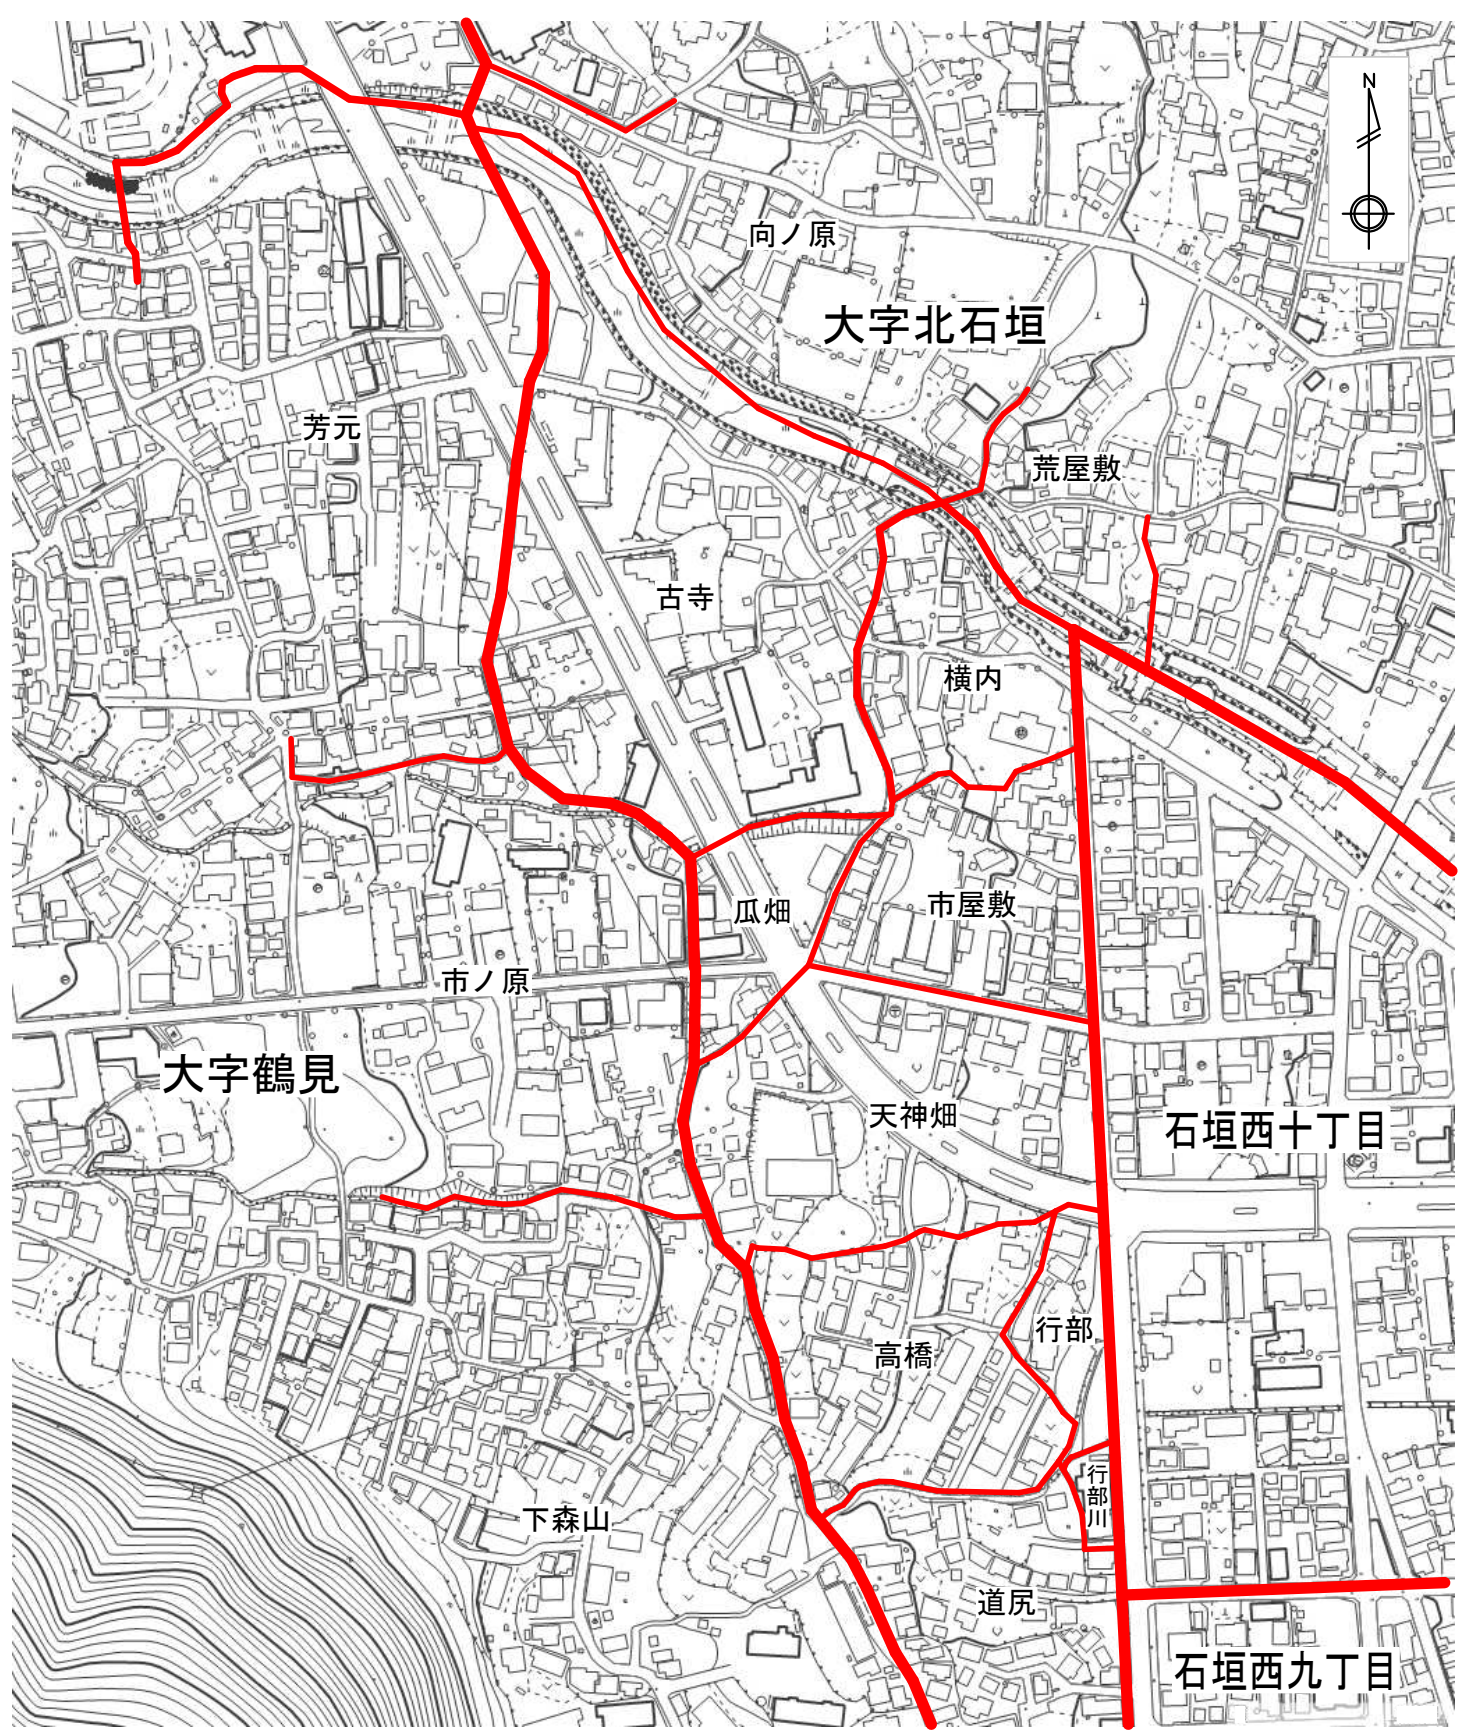 N
向ノ原
大字北石垣
芳元
荒屋敷
古寺
横内
瓜畑
市屋敷
市ノ原
大字鶴見
天神畑
石垣西十丁目
行部
高橋
行部川
下森山
道尻
石垣西九丁目